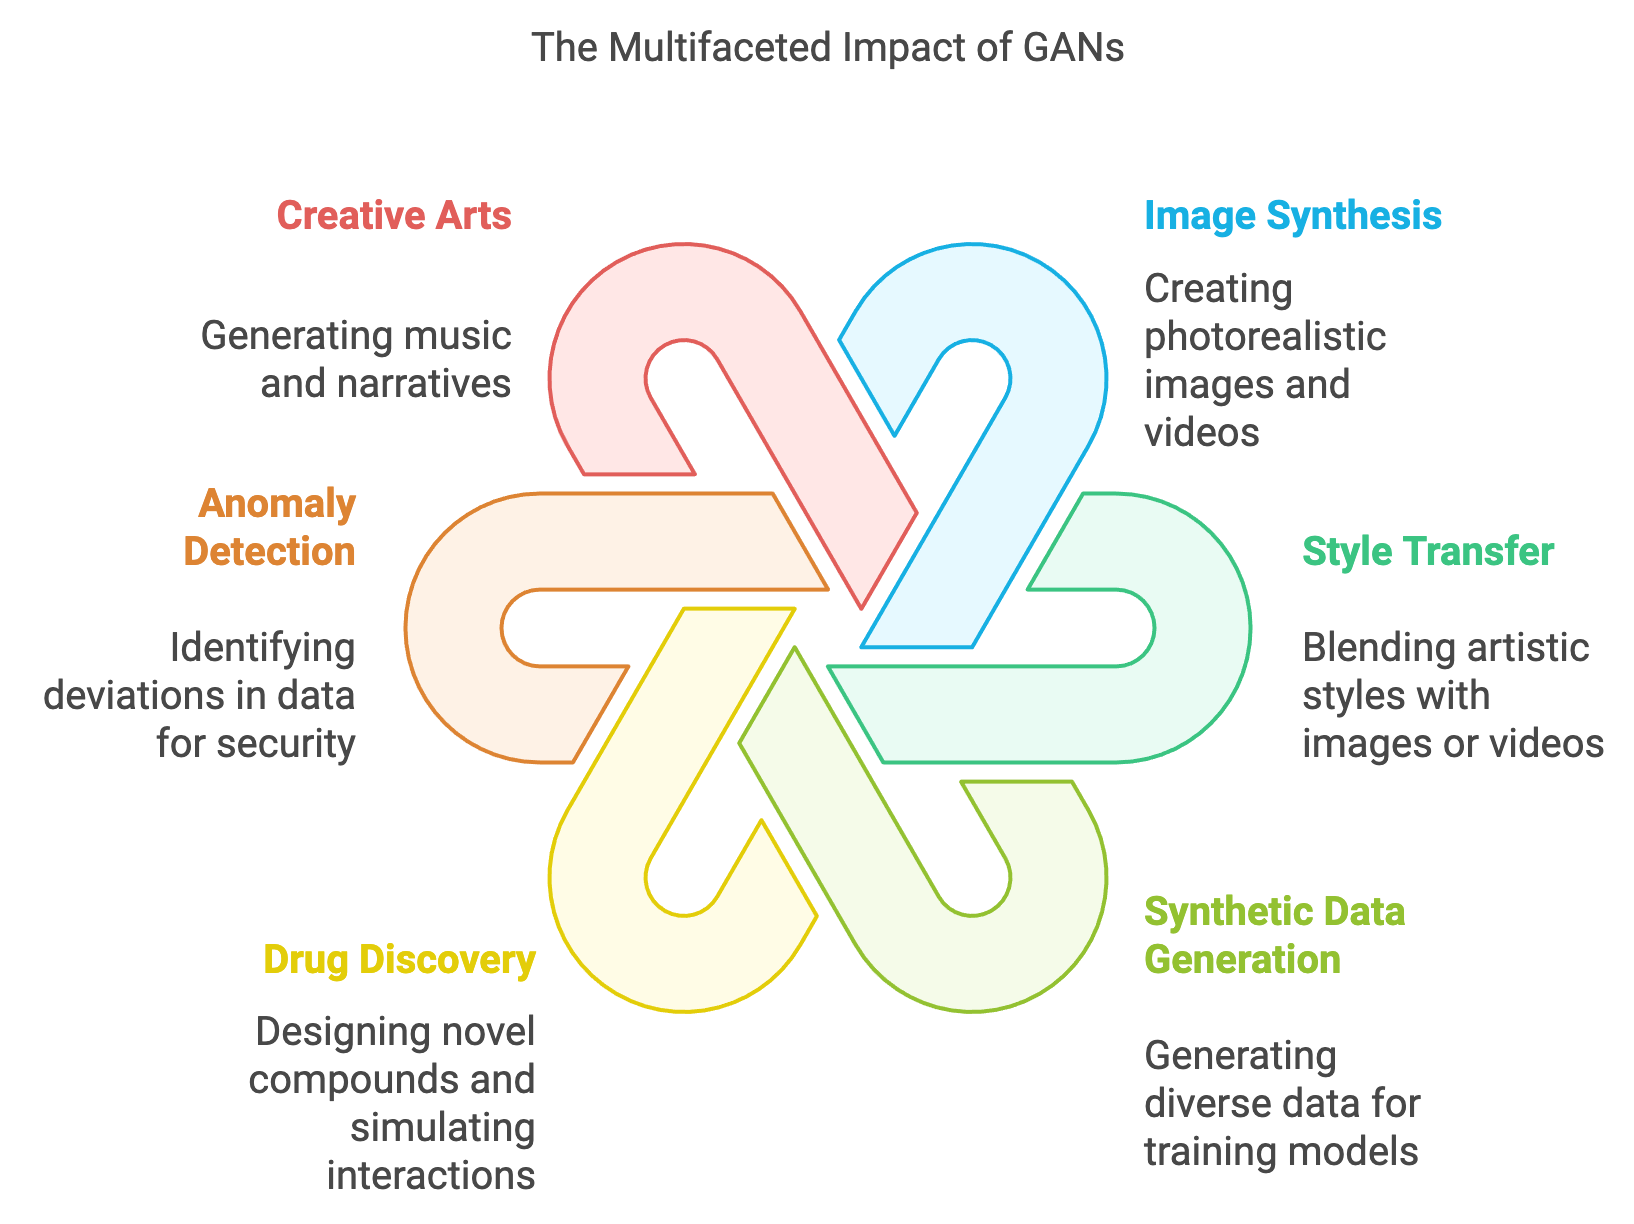 The Multifaceted Impact of GANs
Creative Arts
Generating music
and narratives
Image Synthesis
Creating
photorealistic
images and
videos
Anomaly
Detection
Identifying
deviations in data
for security
Style Transfer
Blending artistic
styles with
images or videos
Drug Discovery
Designing novel
compounds and
simulating
interactions
Synthetic Data
Generation
Generating
diverse data for
training models